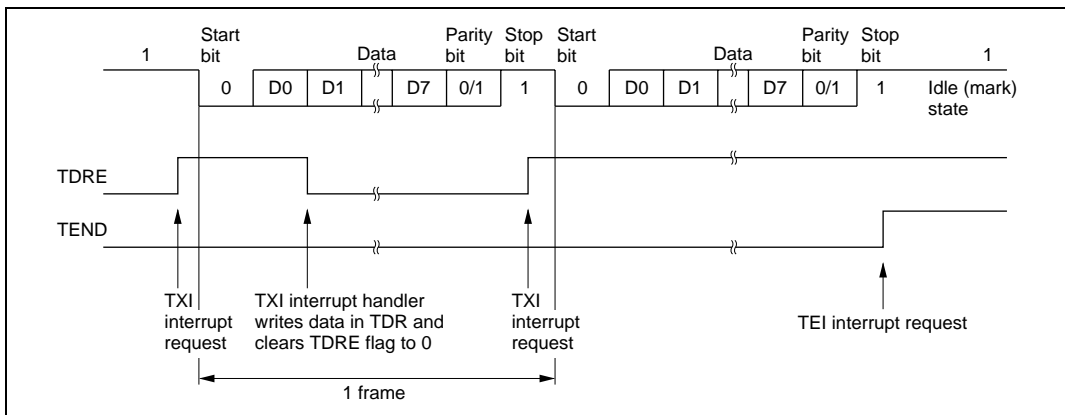 1
Start
bit
Data
Parity
bit
Stop
bit
Start
bit
Data
Parity
bit
Stop
bit
1
0 D0 D1 D7 0/1 1 0 D0 D1 D7 0/1 1
Idle (mark)
state
TDRE
TEND
TXI
interrupt
request
TXI interrupt handler
writes data in TDR and
clears TDRE flag to 0
TXI
interrupt
request
TEI interrupt request
1 frame